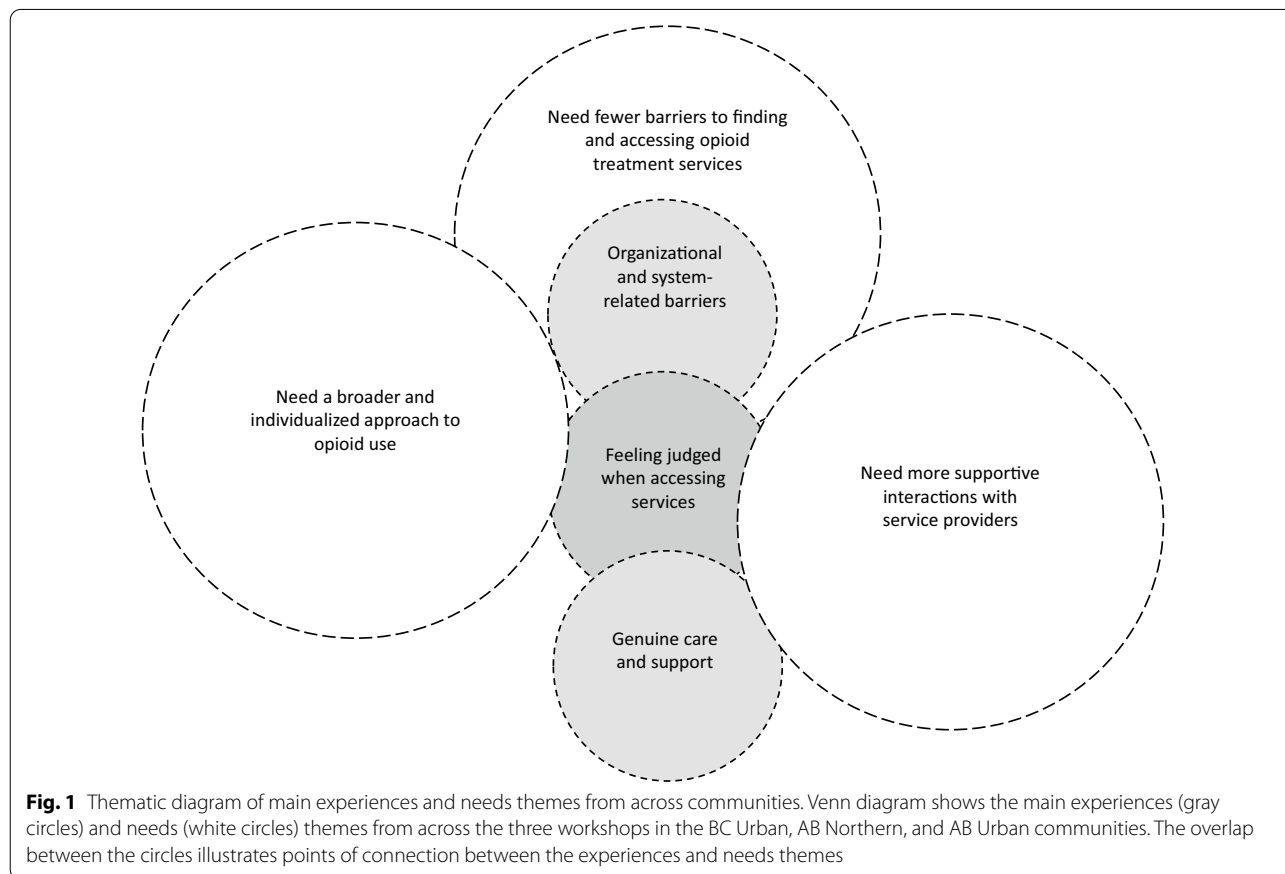 Need fewer barriers to finding
and accessing opioid
treatment services
Organizational
and system-
related barriers
Need a broader and
individualized approach to
opioid use
Feeling judged
when accessing
services
Need more supportive
interactions with
service providers
Genuine care
and support
Fig. 1 Thematic diagram of main experiences and needs themes from across communities. Venn diagram shows the main experiences (gray
circles) and needs (white circles) themes from across the three workshops in the BC Urban, AB Northern, and AB Urban communities. The overlap
between the circles illustrates points of connection between the experiences and needs themes